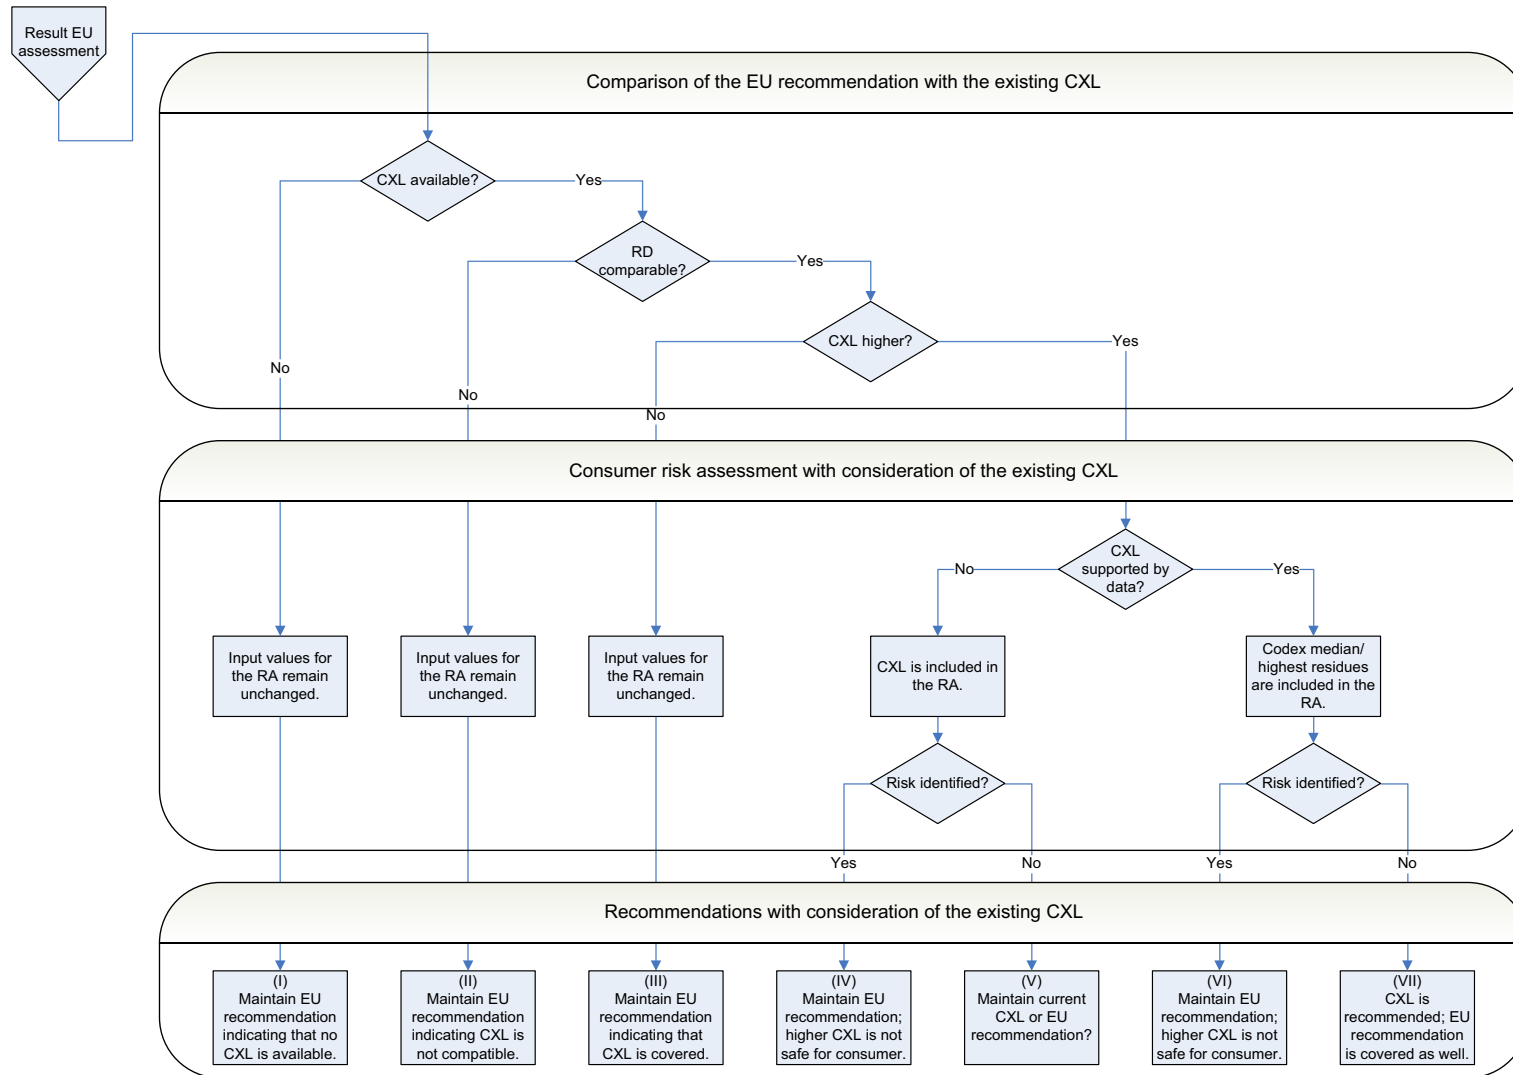 Result EU
assessment
Comparison of the EU recommendation with the existing CXL
CXL available?
Yes
RD
comparable?
Yes
CXL higher?
Yes
No
No
No
Consumer risk assessment with consideration of the existing CXL
CXL
supported by
data?
No
Yes
Input values for
the RA remain
unchanged.
Input values for
the RA remain
unchanged.
Input values for
the RA remain
unchanged.
CXL is included in
the RA.
Codex median/
highest residues
are included in the
RA.
Risk identified?
Risk identified?
Yes
No
Yes
No
Recommendations with consideration of the existing CXL
(I)
Maintain EU
recommendation
indicating that no
CXL is available.
(II)
Maintain EU
recommendation
indicating CXL is
not compatible.
(III)
Maintain EU
recommendation
indicating that
CXL is covered.
(IV)
Maintain EU
recommendation;
higher CXL is not
safe for consumer.
(V)
Maintain current
CXL or EU
recommendation?
(VI)
Maintain EU
recommendation;
higher CXL is not
safe for consumer.
(VII)
CXL is
recommended; EU
recommendation
is covered as well.